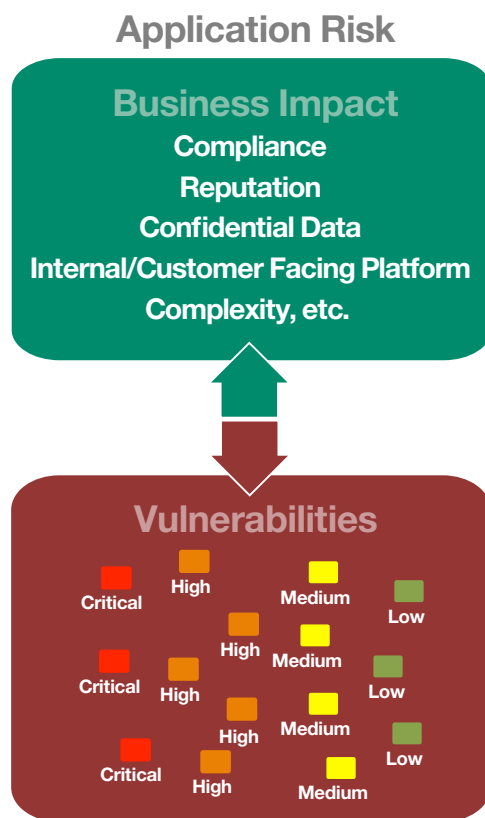 Application Risk
Business Impact
Compliance
Reputation
Confidential Data
Internal/Customer Facing Platform
Complexity, etc.
Vulnerabilities
Critical
High
Medium
Low
High
Medium
Critical
High
Low
High
Medium
Low
Critical
High
Medium